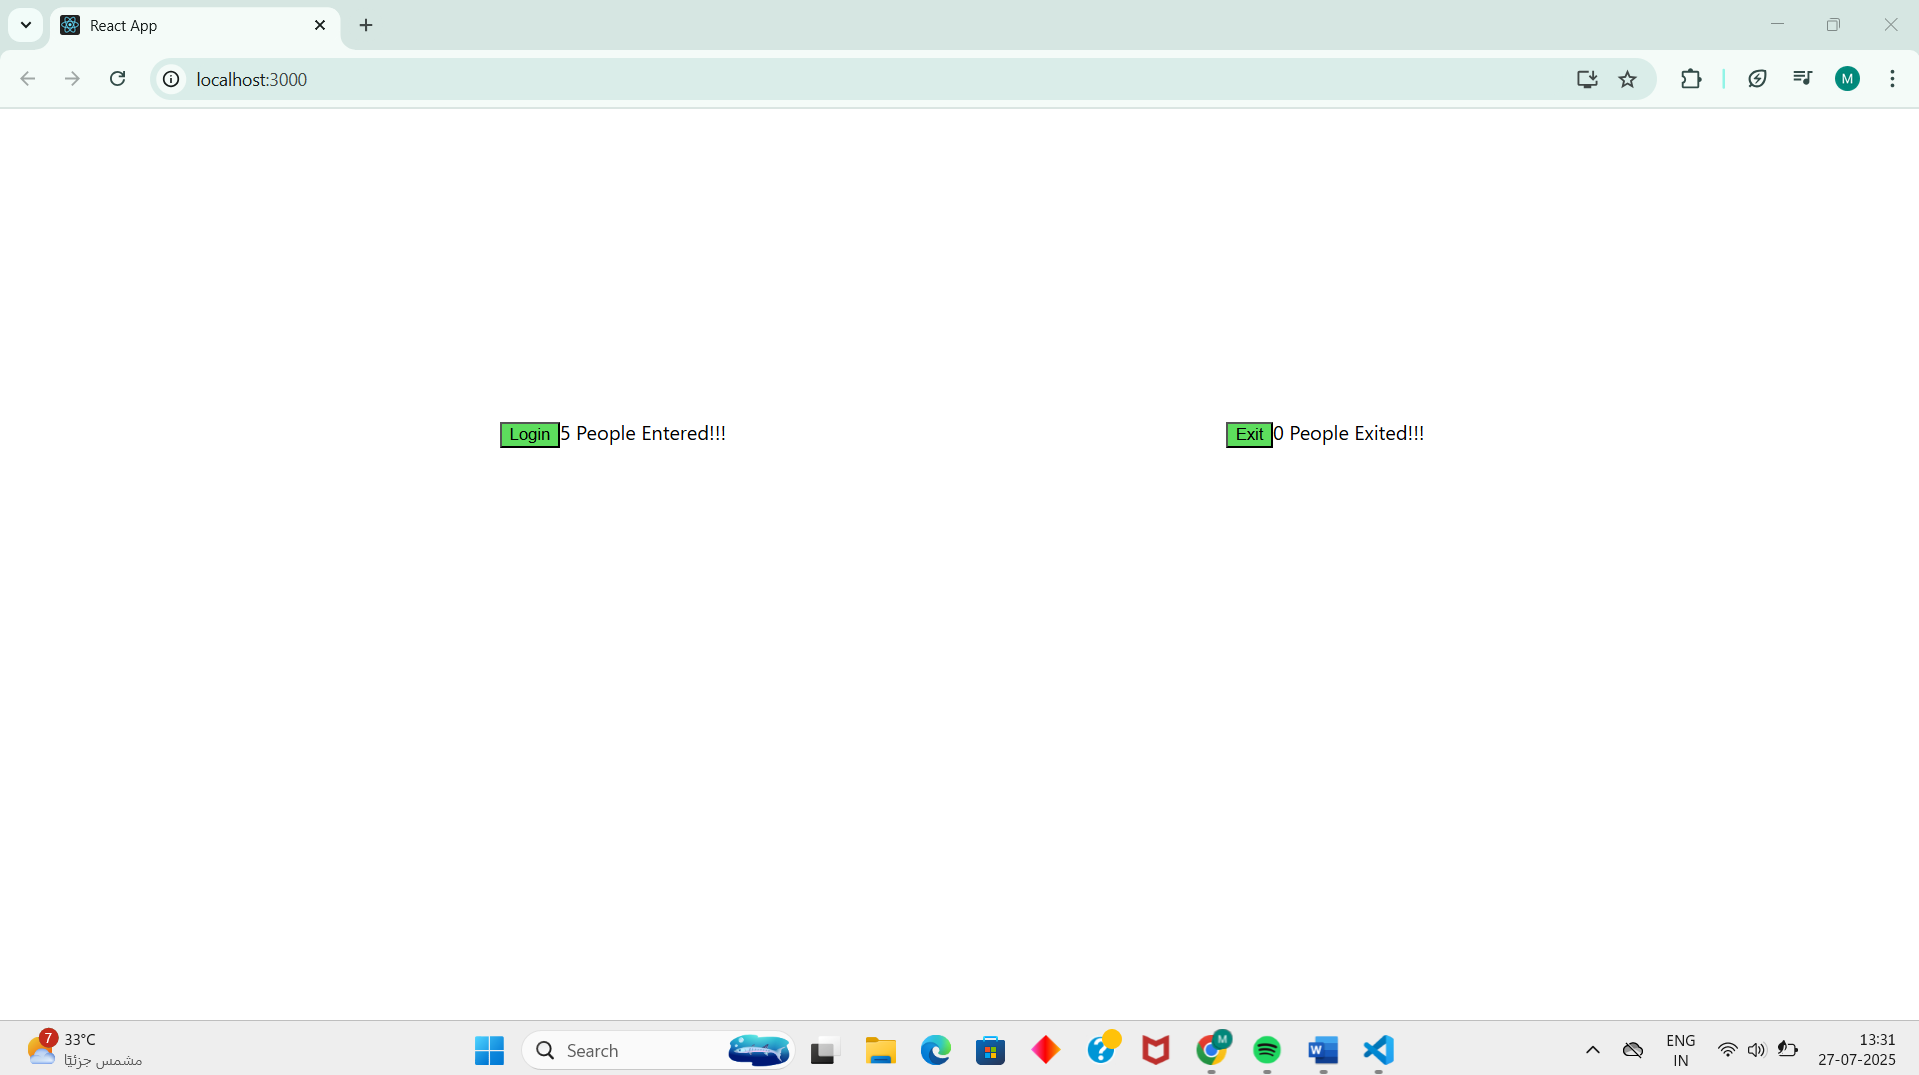 React App
localhost:3000
M
Login 5 People Entered!!!
Exit 0 People Exited!!!
7
33°C
مشمس جزئيًا
Search
M
W
ENG
IN
13:31
27-07-2025